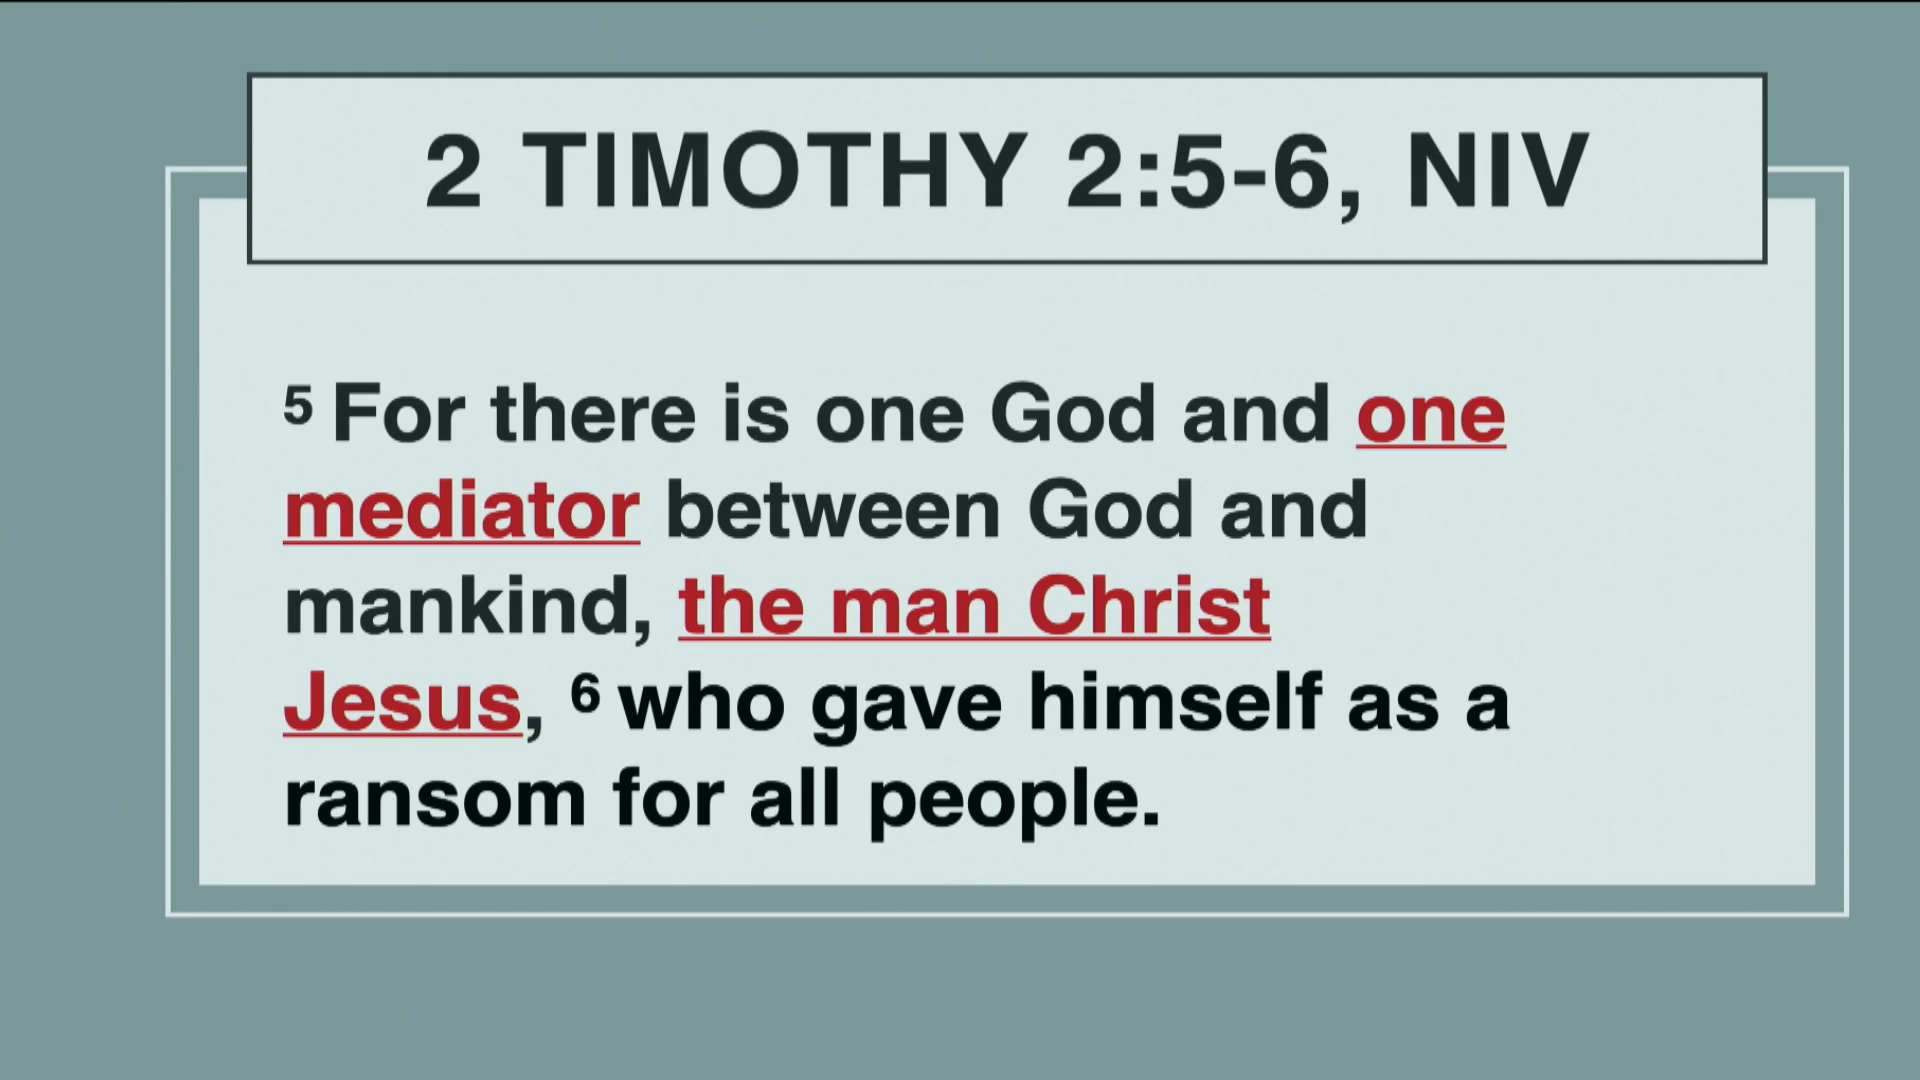 2 TIMOTHY 2:5-6, NIV
5 For there is one God and one
mediator between God and
mankind, the man Christ
Jesus, 6 who gave himself as a
ransom for all people.